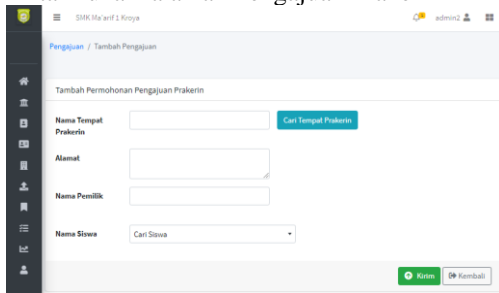 SMK Ma'arif 1 Kroya
admin2
Pengajuan / Tambah Pengajuan
Tambah Permohonan Pengajuan Prakerin
Nama Tempat Prakerin
Cari Tempat Prakerin
Alamat
Nama Pemilik
Nama Siswa
Cari Siswa
Kirim
Kembali